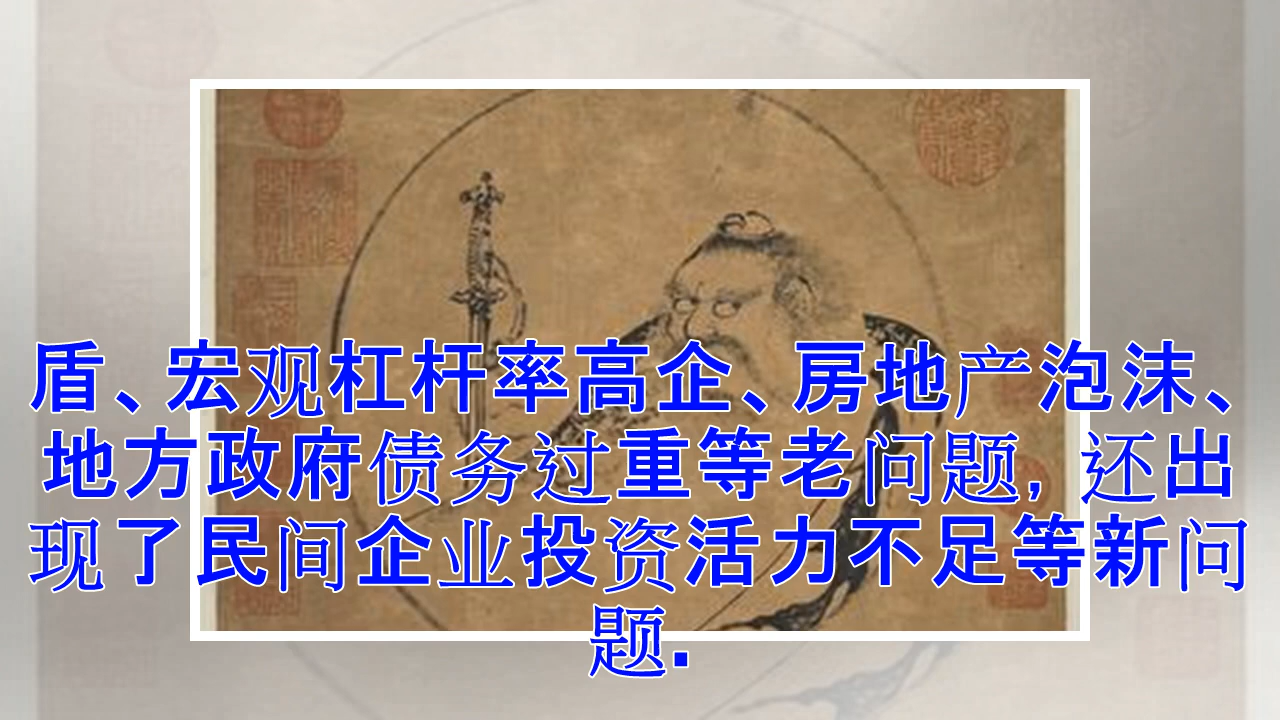 盾、宏观杠杆率高企、房地产泡沫、
地方政府债务过重等老问题, 还出
现了民间企业投资活力不足等新问
题.